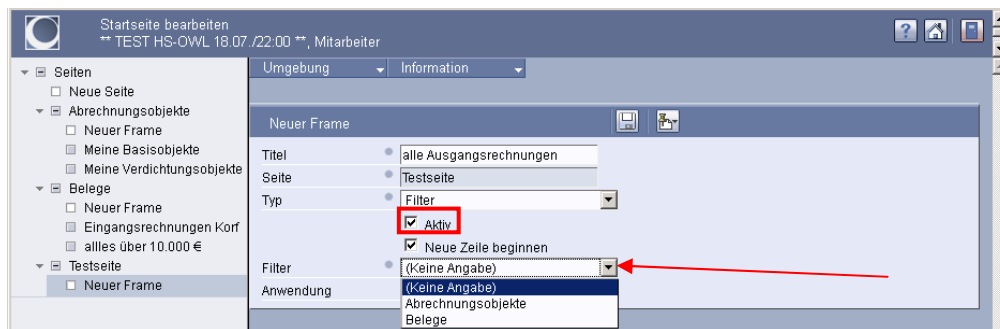 Startseite bearbeiten
** TEST HS-OWL 18.07./22:00 **, Mitarbeiter
?
Seiten
Neue Seite
Abrechnungsobjekte
Neuer Frame
Meine Basisobjekte
Meine Verdichtungsobjekte
Belege
Neuer Frame
Eingangsrechnungen Korf
allles über 10.000 €
Testseite
Neuer Frame
Umgebung Information
Neuer Frame
Titel alle Ausgangsrechnungen
Seite Testseite
Typ Filter
Aktiv
Neue Zeile beginnen
Filter (Keine Angabe)
(Keine Angabe)
Anwendung
Abrechnungsobjekte
Belege